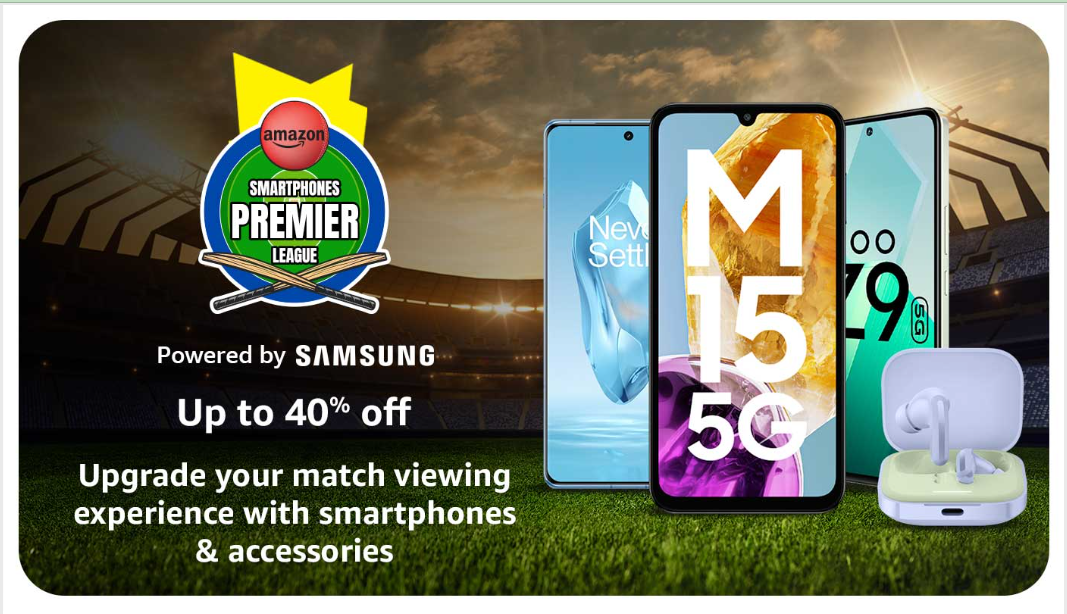 amazon
SMARTPHONES
PREMIER
LEAGUE
Powered by SAMSUNG
Up to 40% off
Upgrade your match viewing
experience with smartphones
& accessories
M
15
5G
5G